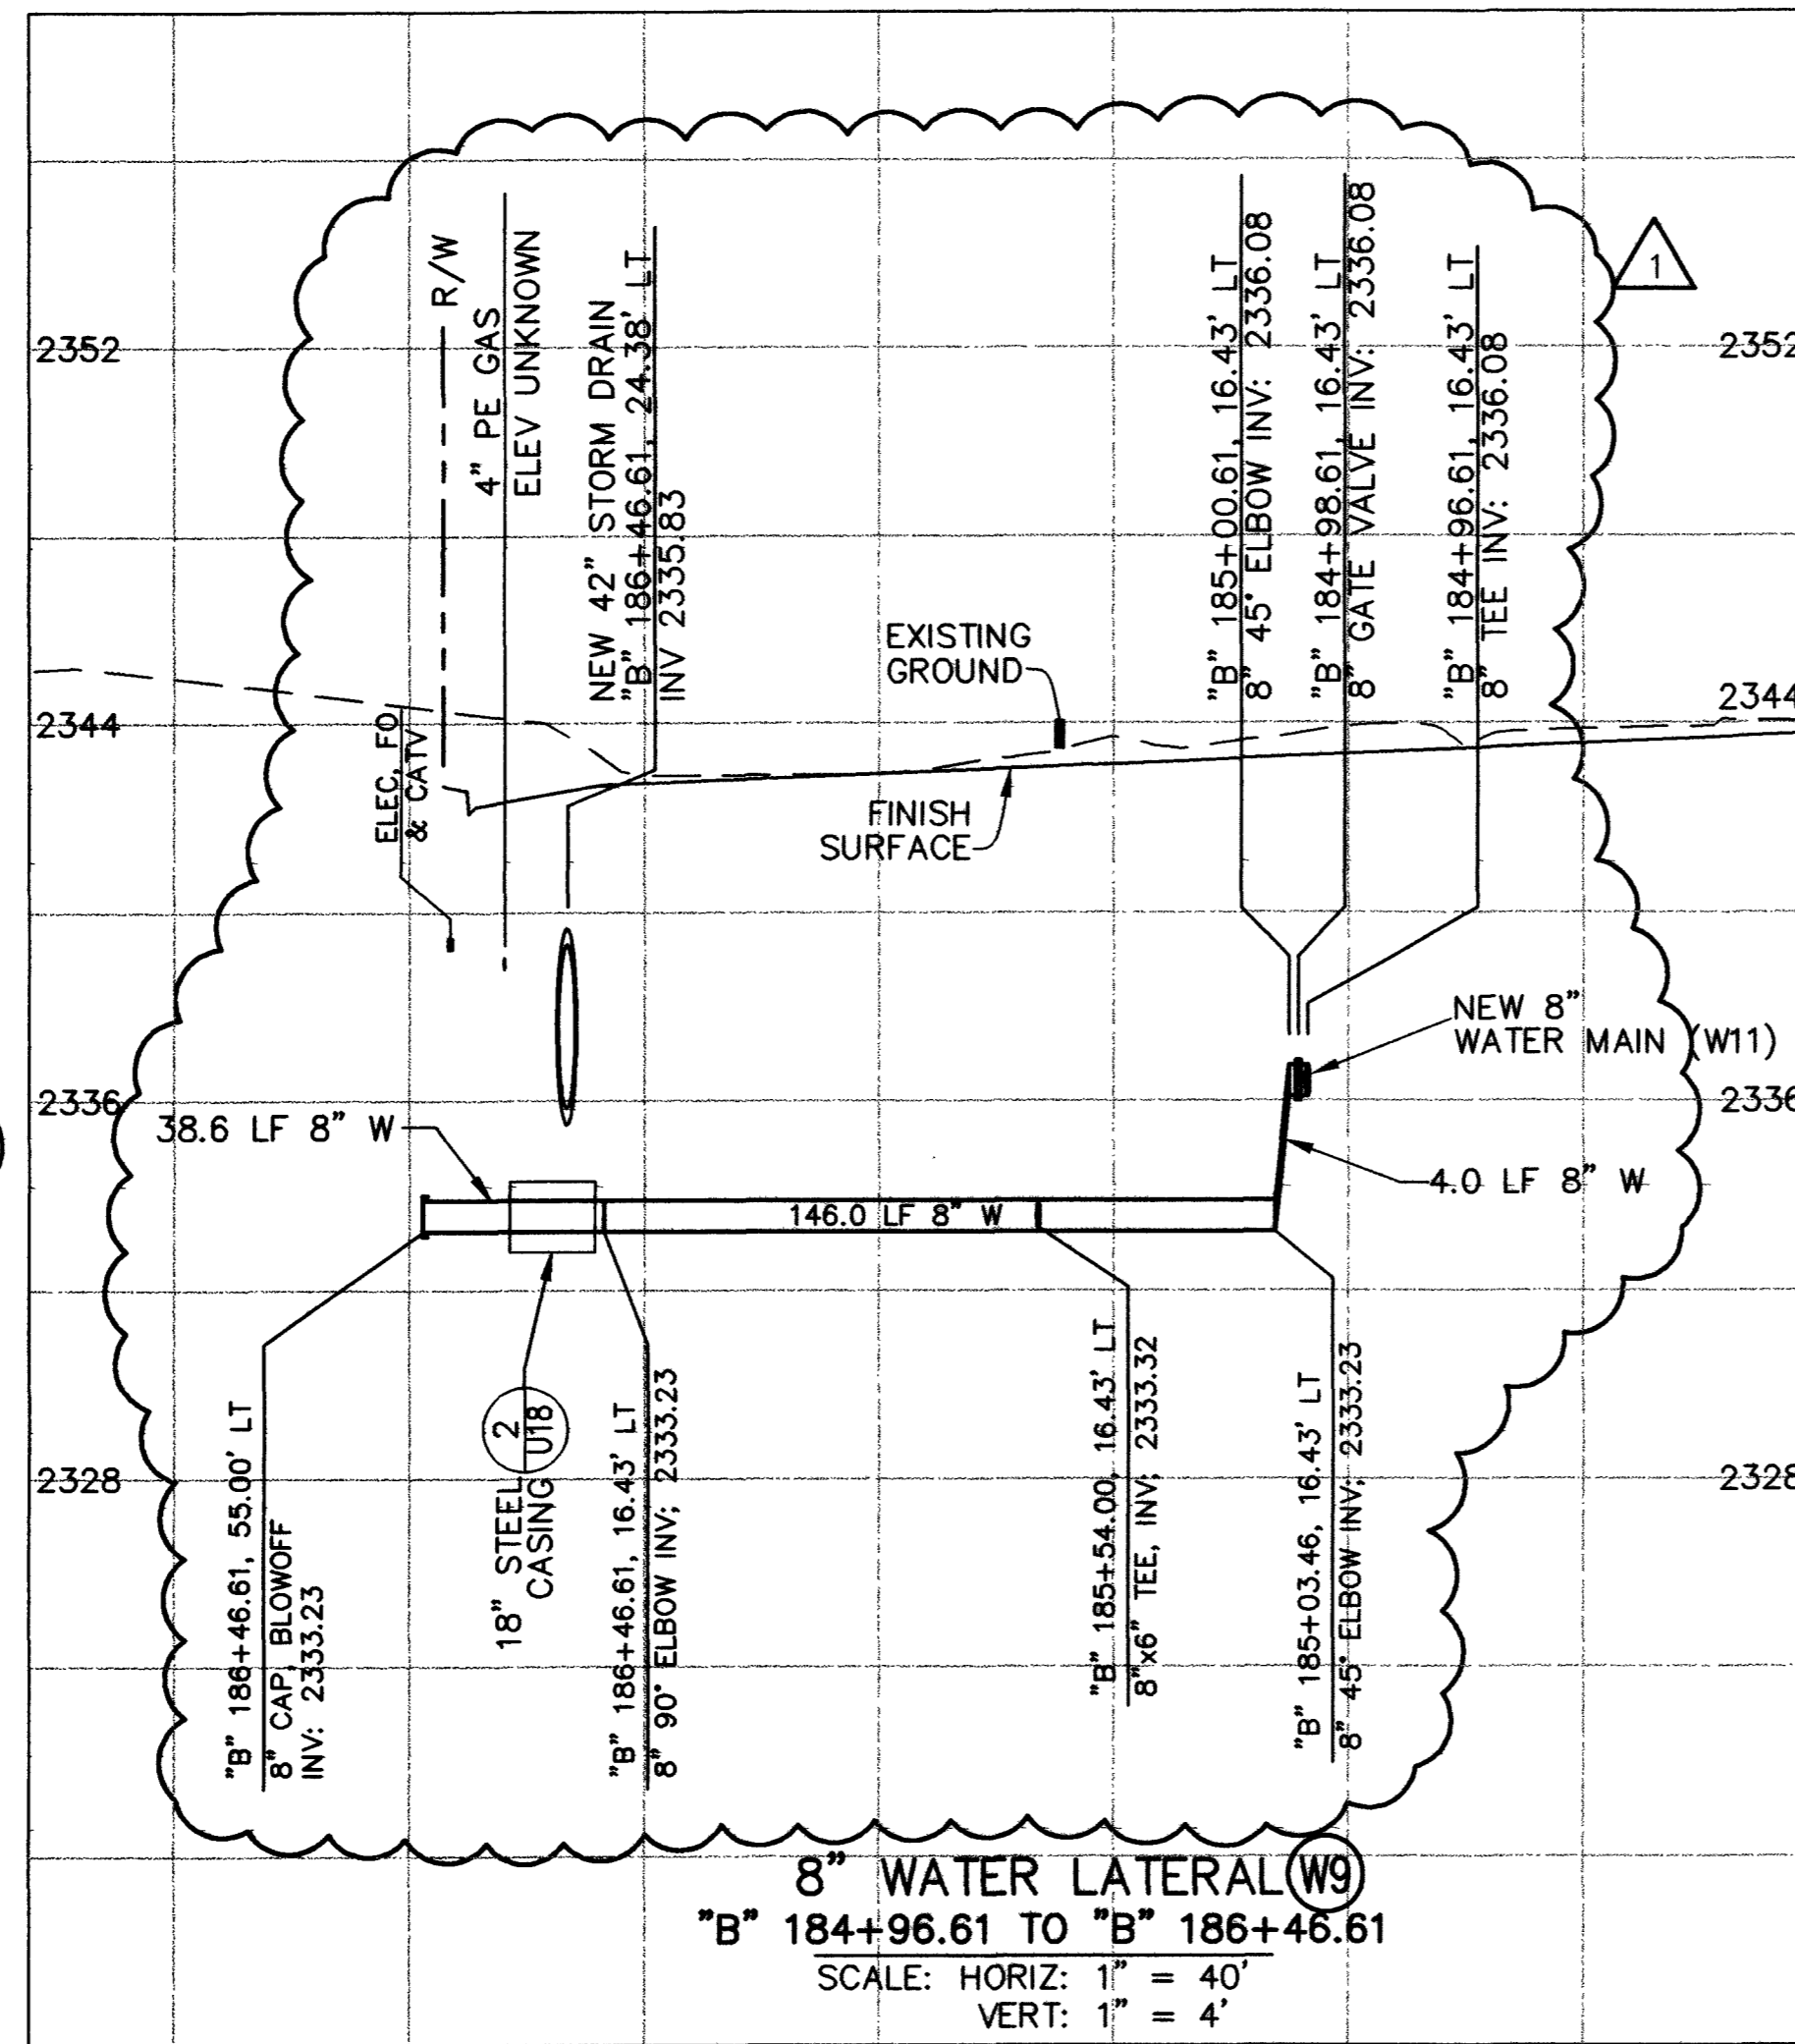 R/W
4" PE GAS
ELEV UNKNOWN
NEW 42" STORM DRAIN
"B" 186+46.61, 24.38' LT
INV 2335.83
"B" 185+00.61, 16.43' LT
8" 45° ELBOW INV: 2336.08
"B" 184+98.61, 16.43' LT
8" GATE VALVE INV: 2336.08
"B" 184+96.61, 16.43' LT
8" TEE INV: 2336.08
1
2352
2352
EXISTING
GROUND
2344
2344
ELEC, FO
& CATV
FINISH
SURFACE
NEW 8"
WATER MAIN (W11)
2336
2336
38.6 LF 8" W
4.0 LF 8" W
146.0 LF 8" W
"B" 186+46.61, 55.00' LT
8" CAP, BLOWOFF
INV: 2333.23
2
U18
18" STEEL
CASING
"B" 186+46.61, 16.43' LT
8" 90° ELBOW INV; 2333.23
"B" 185+54.00, 16.43' LT
8"x6" TEE, INV; 2333.32
"B" 185+03.46, 16.43' LT
8" 45° ELBOW INV; 2333.23
2328
2328
8" WATER LATERAL W9
"B" 184+96.61 TO "B" 186+46.61
SCALE: HORIZ: 1" = 40'
VERT: 1" = 4'